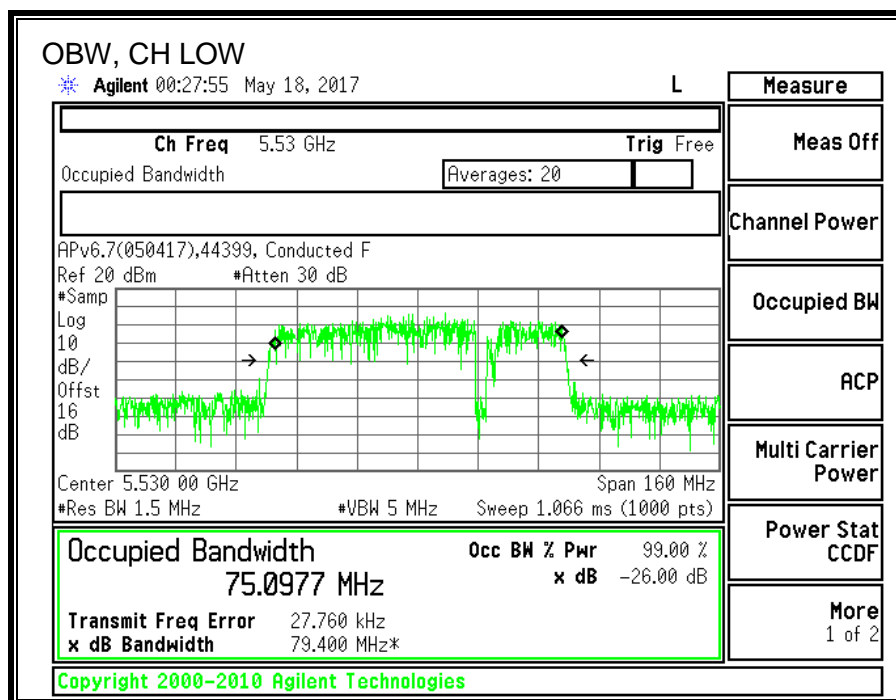 OBW, CH LOW
Agilent 00:27:55 May 18, 2017 L
Measure
Ch Freq 5.53 GHz Trig Free
Meas Off
Occupied Bandwidth Averages: 20
Channel Power
APv6.7(050417),44399, Conducted F
Ref 20 dBm #Atten 30 dB
#Samp
Log
10
dB/
Offst
16
dB
Occupied BW
ACP
Multi Carrier
Power
Center 5.530 00 GHz Span 160 MHz
#Res BW 1.5 MHz #VBW 5 MHz Sweep 1.066 ms (1000 pts)
Power Stat
CCDF
Occupied Bandwidth Occ BW % Pwr 99.00 %
75.0977 MHz x dB -26.00 dB
Transmit Freq Error 27.760 kHz
x dB Bandwidth 79.400 MHz*
More
1 of 2
Copyright 2000-2010 Agilent Technologies